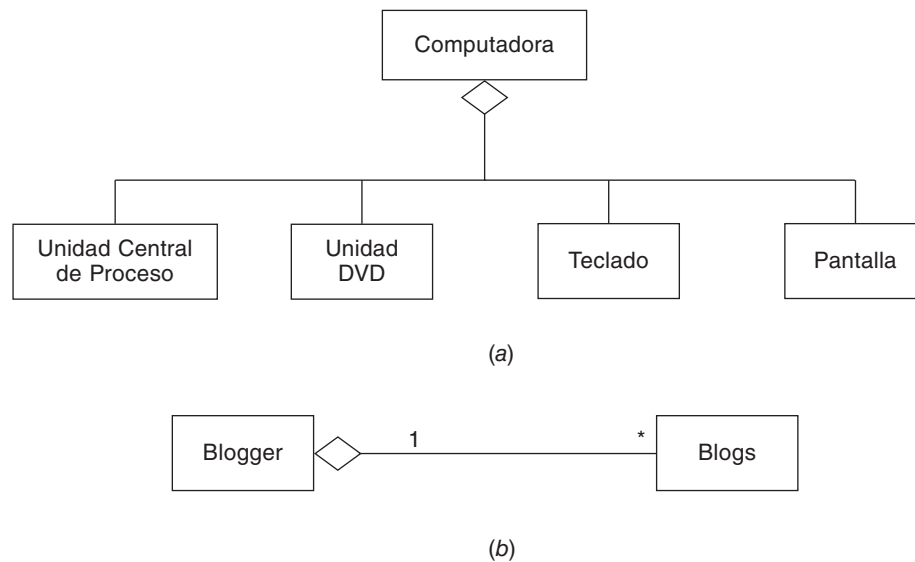 Computadora
Unidad Central
de Proceso
Unidad
DVD
Teclado
Pantalla
(a)
Blogger
1
*
Blogs
(b)